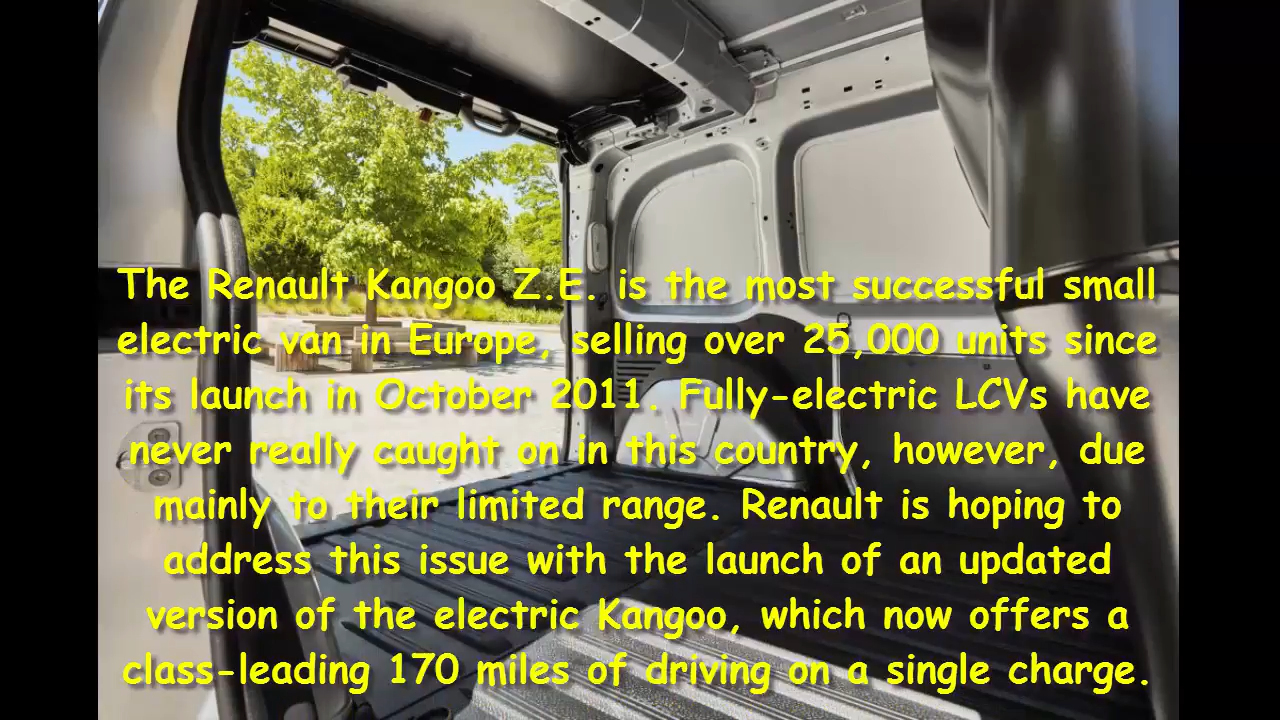 The Renault Kangoo Z.E. is the most successful small
electric van in Europe, selling over 25,000 units since
its launch in October 2011. Fully-electric LCVs have
never really caught on in this country, however, due
mainly to their limited range. Renault is hoping to
address this issue with the launch of an updated
version of the electric Kangoo, which now offers a
class-leading 170 miles of driving on a single charge.